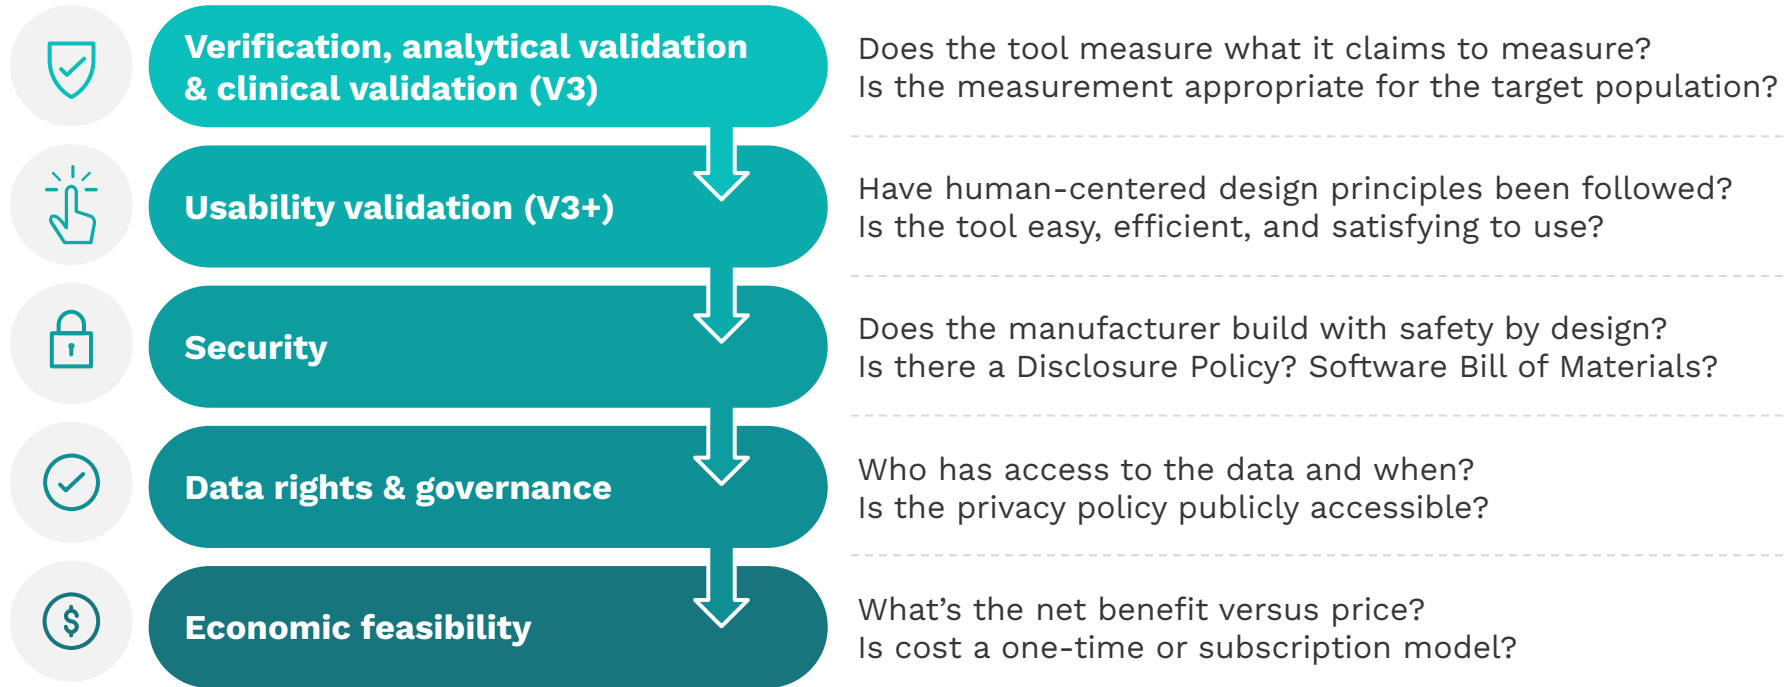 Verification, analytical validation
& clinical validation (V3)
Does the tool measure what it claims to measure?
Is the measurement appropriate for the target population?
Usability validation (V3+)
Have human-centered design principles been followed?
Is the tool easy, efficient, and satisfying to use?
Security
Does the manufacturer build with safety by design?
Is there a Disclosure Policy? Software Bill of Materials?
Data rights & governance
Who has access to the data and when?
Is the privacy policy publicly accessible?
$
Economic feasibility
What’s the net benefit versus price?
Is cost a one-time or subscription model?